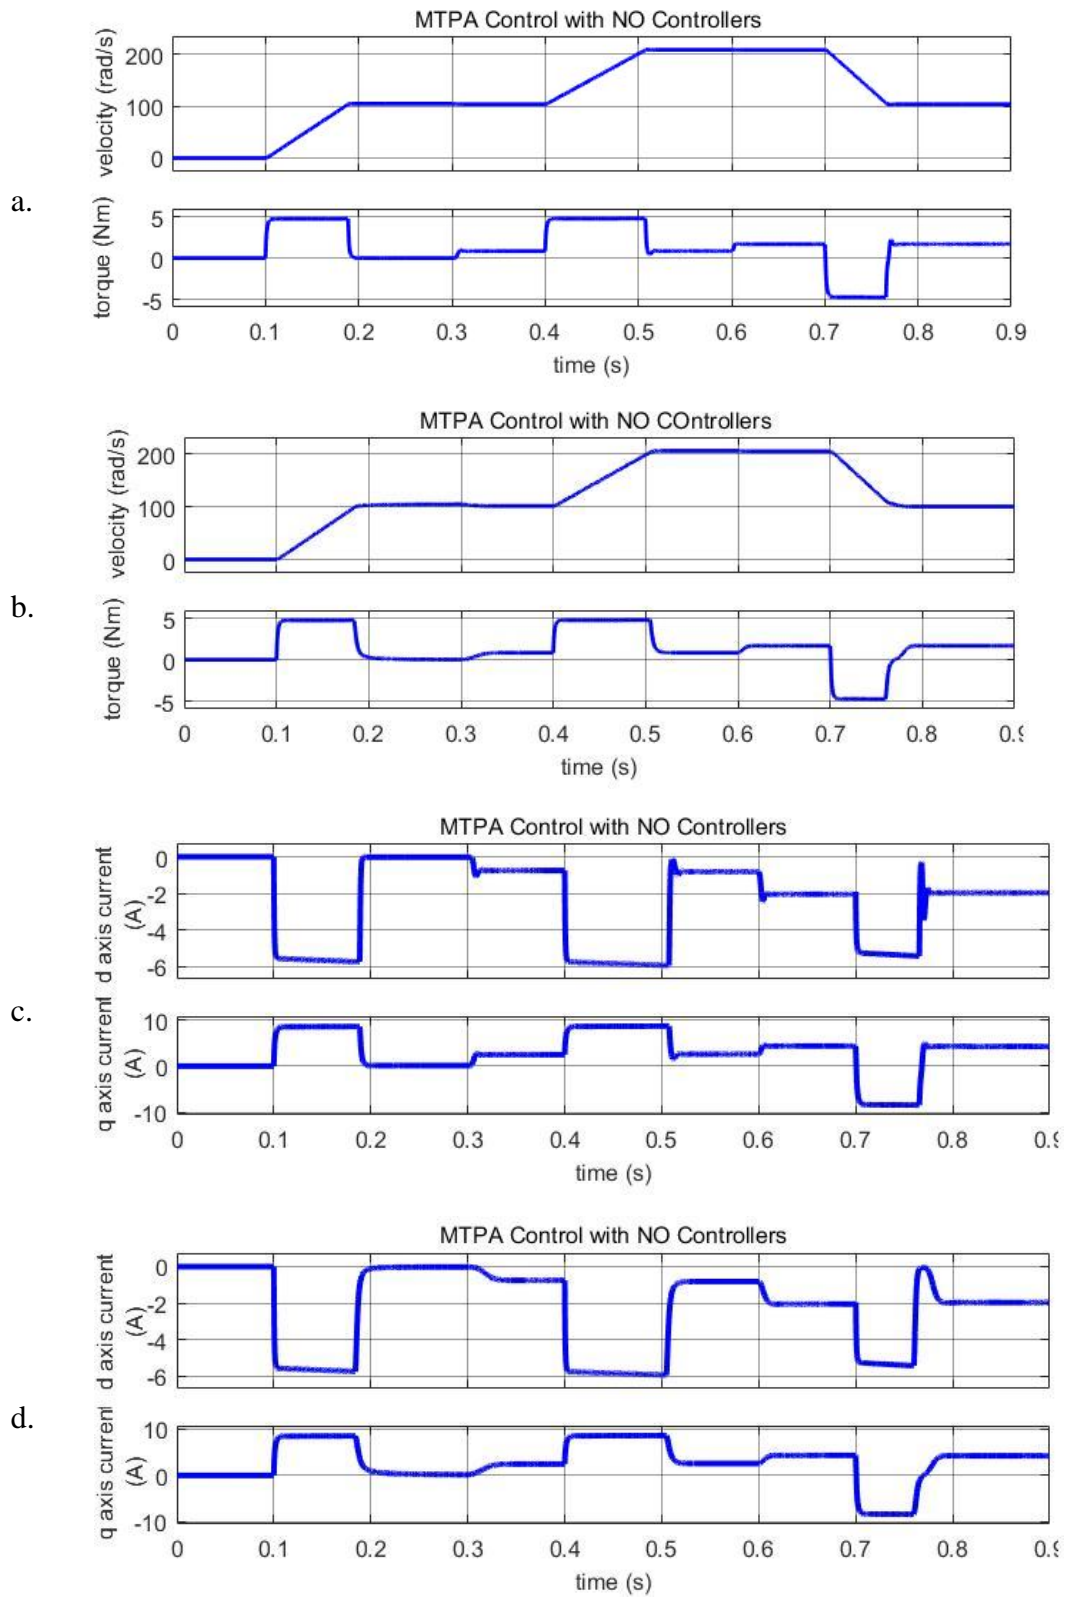 a.
MTPA Control with NO Controllers
velocity (rad/s)
200
100
0
torque (Nm)
5
0
-5
0 0.1 0.2 0.3 0.4 0.5 0.6 0.7 0.8 0.9
time (s)
b.
MTPA Control with NO COntrollers
velocity (rad/s)
200
100
0
torque (Nm)
5
0
-5
0 0.1 0.2 0.3 0.4 0.5 0.6 0.7 0.8 0.9
time (s)
c.
MTPA Control with NO Controllers
d axis current
(A)
0
-2
-4
-6
q axis current
(A)
10
0
-10
0 0.1 0.2 0.3 0.4 0.5 0.6 0.7 0.8 0.9
time (s)
d.
MTPA Control with NO Controllers
d axis current
(A)
0
-2
-4
-6
q axis current
(A)
10
0
-10
0 0.1 0.2 0.3 0.4 0.5 0.6 0.7 0.8 0.9
time (s)